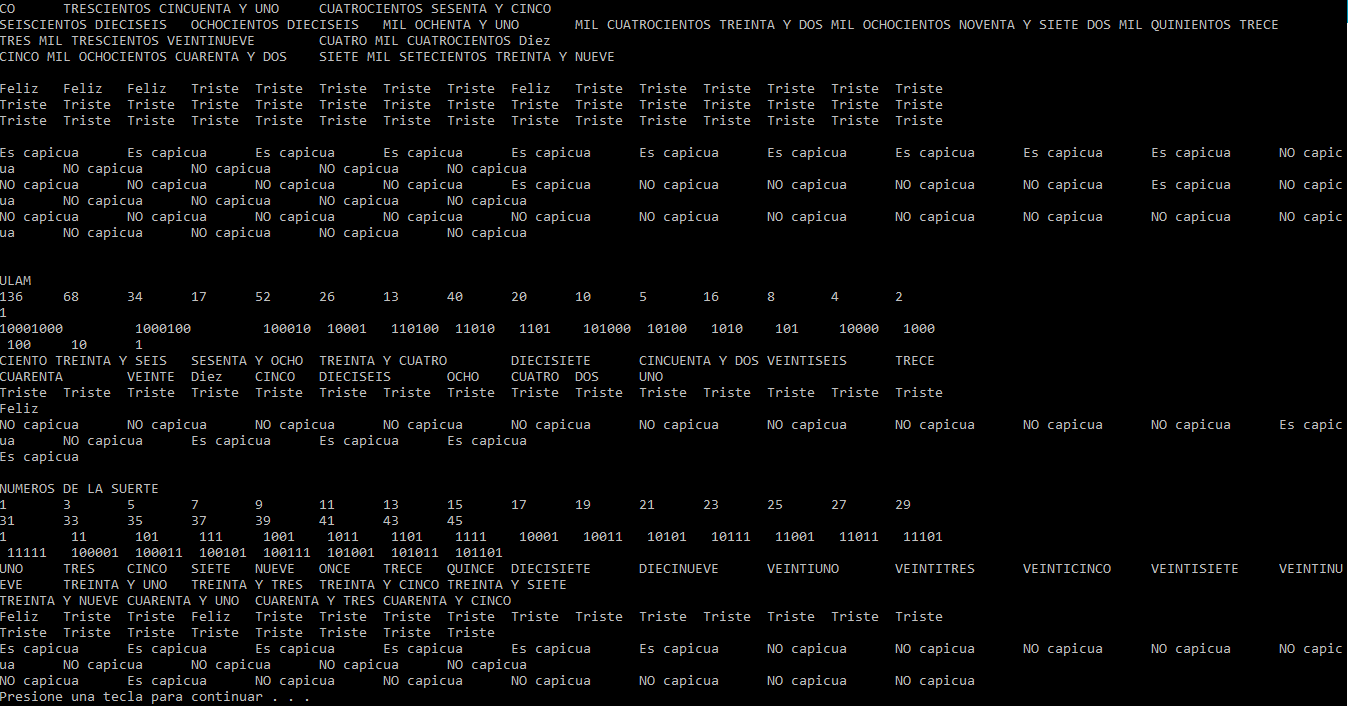 CO TRESCIENTOS CINCUENTA Y UNO CUATROCIENTOS SESENTA Y CINCO
SEISCIENTOS DIECISEIS OCHOCIENTOS DIECISEIS MIL OCHENTA Y UNO MIL CUATROCIENTOS TREINTA Y DOS MIL OCHOCIENTOS NOVENTA Y SIETE DOS MIL QUINIENTOS TRECE
TRES MIL TRESCIENTOS VEINTINUEVE CUATRO MIL CUATROCIENTOS Diez
CINCO MIL OCHOCIENTOS CUARENTA Y DOS SIETE MIL SETECIENTOS TREINTA Y NUEVE
Feliz Feliz Feliz Triste Triste Triste Triste Triste Feliz Triste Triste Triste Triste Triste Triste
Triste Triste Triste Triste Triste Triste Triste Triste Triste Triste Triste Triste Triste Triste Triste
Triste Triste Triste Triste Triste Triste Triste Triste Triste Triste Triste Triste Triste Triste Triste
Es capicua Es capicua Es capicua Es capicua Es capicua Es capicua Es capicua Es capicua Es capicua Es capicua NO capic
ua NO capicua NO capicua NO capicua NO capicua
NO capicua NO capicua NO capicua NO capicua Es capicua NO capicua NO capicua NO capicua NO capicua Es capicua NO capic
ua NO capicua NO capicua NO capicua NO capicua
NO capicua NO capicua NO capicua NO capicua NO capicua NO capicua NO capicua NO capicua NO capicua NO capicua NO capic
ua NO capicua NO capicua NO capicua NO capicua
ULAM
136 68 34 17 52 26 13 40 20 10 5 16 8 4 2
1
10001000 1000100 100010 10001 110100 11010 1101 101000 10100 1010 101 10000 1000
100 10 1
CIENTO TREINTA Y SEIS SESENTA Y OCHO TREINTA Y CUATRO DIECISIETE CINCUENTA Y DOS VEINTISEIS TRECE
CUARENTA VEINTE Diez CINCO DIECISEIS OCHO CUATRO DOS UNO
Triste Triste Triste Triste Triste Triste Triste Triste Triste Triste Triste Triste Triste Triste Triste
Feliz
NO capicua NO capicua NO capicua NO capicua NO capicua NO capicua NO capicua NO capicua NO capicua NO capicua Es capic
ua NO capicua Es capicua Es capicua Es capicua
Es capicua
NUMEROS DE LA SUERTE
1 3 5 7 9 11 13 15 17 19 21 23 25 27 29
31 33 35 37 39 41 43 45
1 11 101 111 1001 1011 1101 1111 10001 10011 10101 10111 11001 11011 11101
11111 100001 100011 100101 100111 101001 101011 101101
UNO TRES CINCO SIETE NUEVE ONCE TRECE QUINCE DIECISIETE DIECINUEVE VEINTIUNO VEINTITRES VEINTICINCO VEINTISIETE VEINTINU
EVE TREINTA Y UNO TREINTA Y TRES TREINTA Y CINCO TREINTA Y SIETE
TREINTA Y NUEVE CUARENTA Y UNO CUARENTA Y TRES CUARENTA Y CINCO
Feliz Triste Triste Feliz Triste Triste Triste Triste Triste Triste Triste Triste Triste Triste Triste
Triste Triste Triste Triste Triste Triste Triste Triste
Es capicua Es capicua Es capicua Es capicua Es capicua Es capicua NO capicua NO capicua NO capicua NO capicua NO capic
ua NO capicua NO capicua NO capicua NO capicua
NO capicua Es capicua NO capicua NO capicua NO capicua NO capicua NO capicua NO capicua
Presione una tecla para continuar . . .